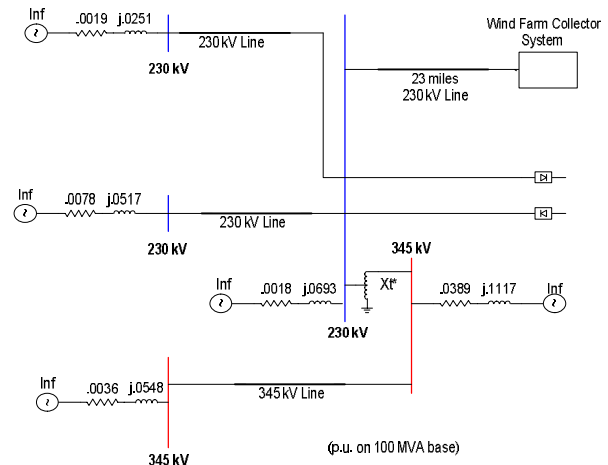 Inf
.0019 j.0251
~
230 kV Line
230 kV
Wind Farm Collector
System
23 miles
230 kV Line
Inf
.0078 j.0517
~
230 kV Line
230 kV
345 kV
Inf
.0018 j.0693
~
Xt*
.0389 j.1117
Inf
~
230 kV
Inf
.0036 j.0548
~
345 kV Line
345 kV
(p.u. on 100 MVA base)